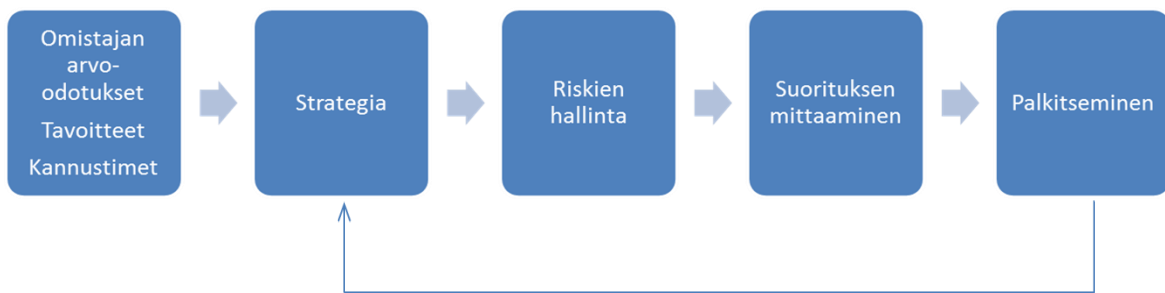 Omistajan
arvo-
odotukset
Tavoitteet
Kannustimet
Strategia
Riskien
hallinta
Suorituksen
mittaaminen
Palkitseminen